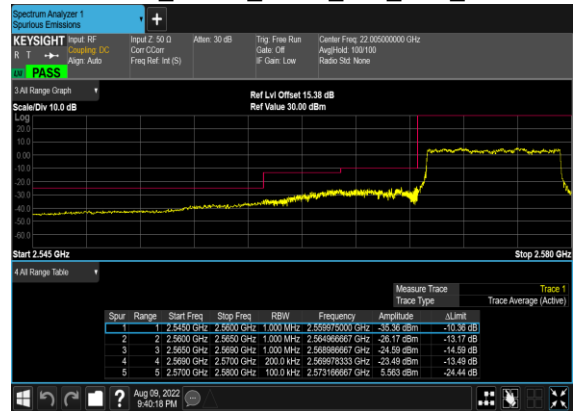 Spectrum Analyzer 1
Spurious Emissions
+
KEYSIGHT Input: RF Input Z: 50 Ω Atten: 30 dB Trig: Free Run Center Freq: 22.005000000 GHz
R T Coupling: DC Corr CCorr Gate: Off Avg|Hold: 100/100
Align: Auto Freq Ref: Int (S) IF Gain: Low Radio Std: None
PASS
3 All Range Graph
Ref Lvl Offset 15.38 dB
Scale/Div 10.0 dB Ref Value 30.00 dBm
Log
20.0
10.0
0.00
-10.0
-20.0
-30.0
-40.0
-50.0
-60.0
Start 2.545 GHz Stop 2.580 GHz
4 All Range Table
Measure Trace Trace 1
Trace Type Trace Average (Active)
Spur Range Start Freq Stop Freq RBW Frequency Amplitude ΔLimit
1 1 2.5450 GHz 2.5600 GHz 1.000 MHz 2.559975000 GHz -35.36 dBm -10.36 dB
2 2 2.5600 GHz 2.5650 GHz 1.000 MHz 2.564966667 GHz -26.17 dBm -13.17 dB
3 3 2.5650 GHz 2.5690 GHz 1.000 MHz 2.568986667 GHz -24.59 dBm -14.59 dB
4 4 2.5690 GHz 2.5700 GHz 200.0 kHz 2.569978333 GHz -23.49 dBm -13.49 dB
5 5 2.5700 GHz 2.5800 GHz 100.0 kHz 2.573166667 GHz 5.563 dBm -24.44 dB
?
Aug 09, 2022
9:40:18 PM